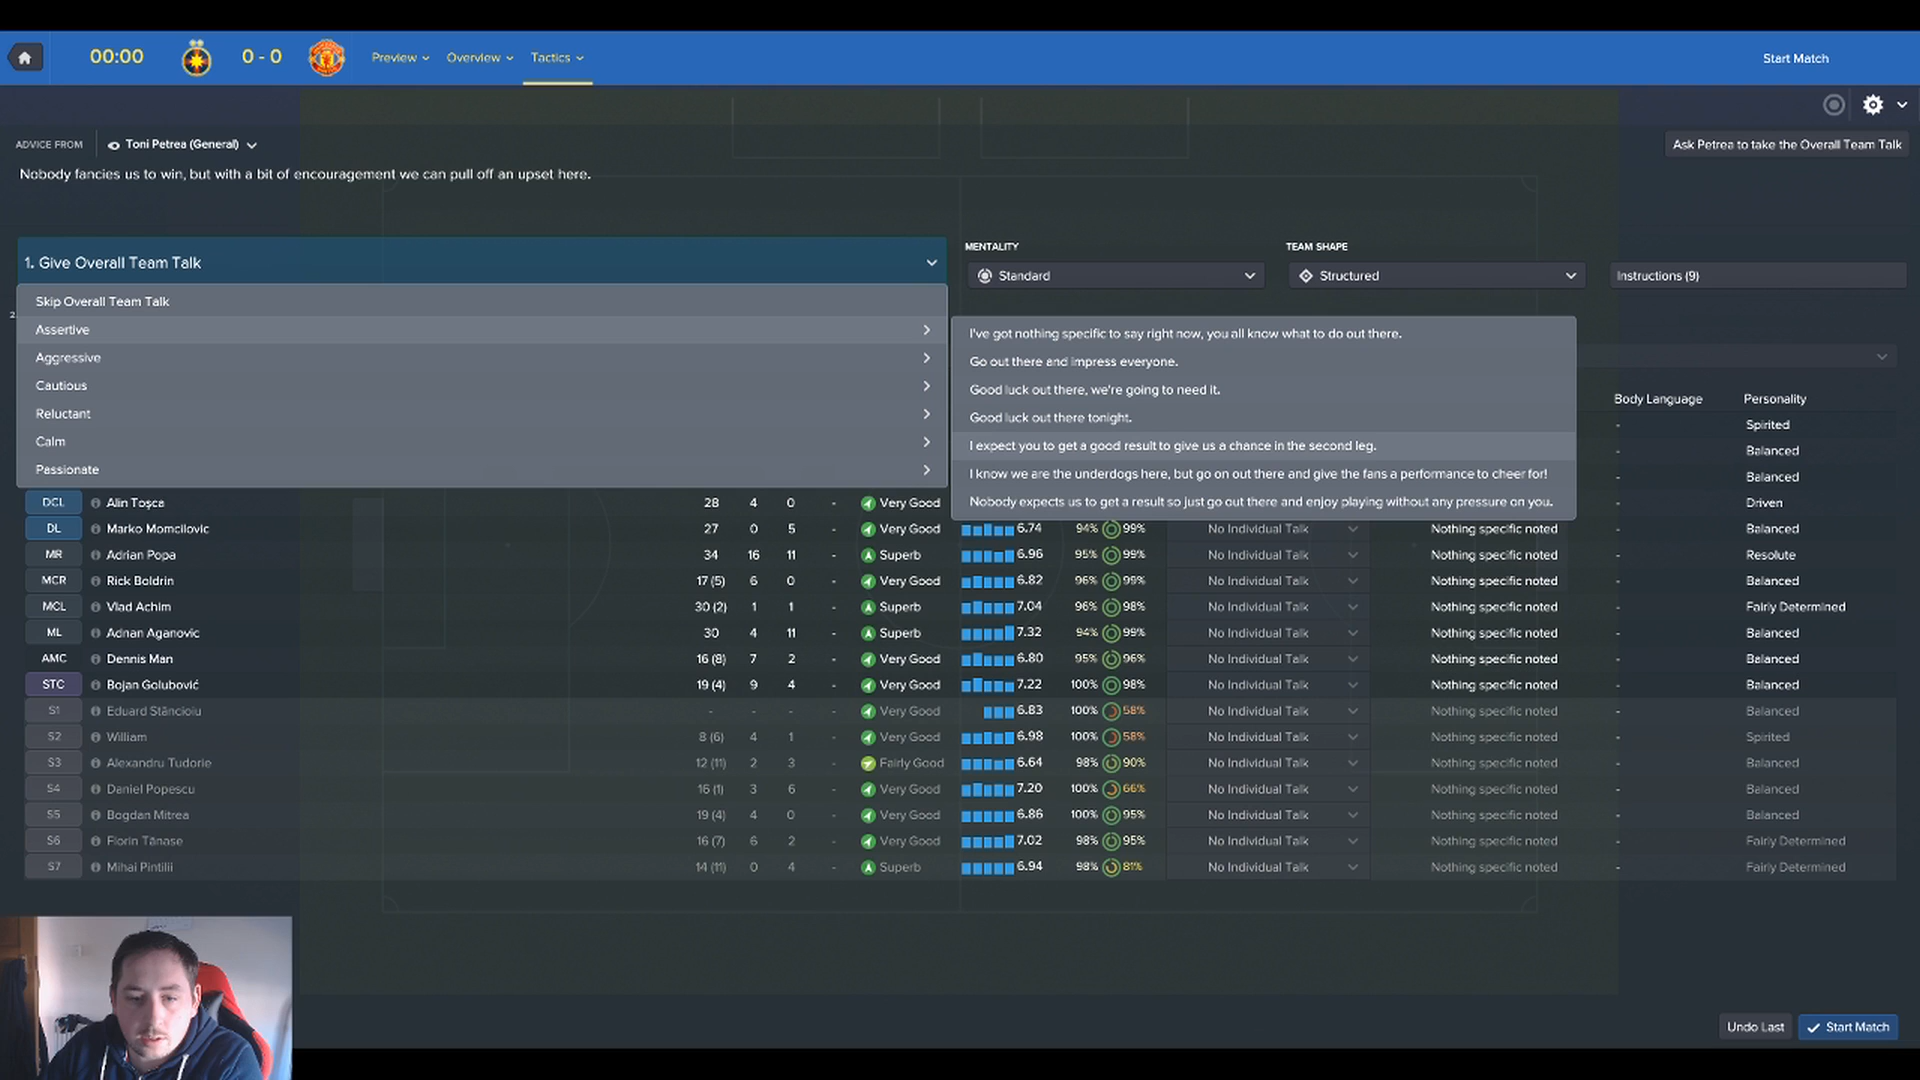 00:00 0 - 0 Preview Overview Tactics Start Match
ADVICE FROM Toni Petrea (General) Ask Petrea to take the Overall Team Talk
Nobody fancies us to win, but with a bit of encouragement we can pull off an upset here.
MENTALITY TEAM SHAPE
1. Give Overall Team Talk Standard Structured Instructions (9)
Skip Overall Team Talk
2
Assertive
Aggressive
Cautious
Reluctant
Calm
Passionate
I've got nothing specific to say right now, you all know what to do out there.
Go out there and impress everyone.
Good luck out there, we're going to need it.
Good luck out there tonight.
I expect you to get a good result to give us a chance in the second leg.
I know we are the underdogs here, but go on out there and give the fans a performance to cheer for!
Nobody expects us to get a result so just go out there and enjoy playing without any pressure on you.
Body Language Personality
- Spirited
- Balanced
- Balanced
DCL Alin Toșca 28 4 0 - Very Good - Driven
DL Marko Momcilovic 27 0 5 - Very Good 6.74 94% 99% No Individual Talk Nothing specific noted - Balanced
MR Adrian Popa 34 16 11 - Superb 6.96 95% 99% No Individual Talk Nothing specific noted - Resolute
MCR Rick Boldrin 17 (5) 6 0 - Very Good 6.82 96% 99% No Individual Talk Nothing specific noted - Balanced
MCL Vlad Achim 30 (2) 1 1 - Superb 7.04 96% 98% No Individual Talk Nothing specific noted - Fairly Determined
ML Adnan Aganovic 30 4 11 - Superb 7.32 94% 99% No Individual Talk Nothing specific noted - Balanced
AMC Dennis Man 16 (8) 7 2 - Very Good 6.80 95% 96% No Individual Talk Nothing specific noted - Balanced
STC Bojan Golubović 19 (4) 9 4 - Very Good 7.22 100% 98% No Individual Talk Nothing specific noted - Balanced
S1 Eduard Stăncioiu - - - - Very Good 6.83 100% 58% No Individual Talk Nothing specific noted - Balanced
S2 William 8 (6) 4 1 - Very Good 6.98 100% 58% No Individual Talk Nothing specific noted - Spirited
S3 Alexandru Tudorie 12 (11) 2 3 - Fairly Good 6.64 98% 90% No Individual Talk Nothing specific noted - Balanced
S4 Daniel Popescu 16 (1) 3 6 - Very Good 7.20 100% 66% No Individual Talk Nothing specific noted - Balanced
S5 Bogdan Mitrea 19 (4) 4 0 - Very Good 6.86 100% 95% No Individual Talk Nothing specific noted - Balanced
S6 Florin Tănase 16 (7) 6 2 - Very Good 7.02 98% 95% No Individual Talk Nothing specific noted - Fairly Determined
S7 Mihai Pintilii 14 (11) 0 4 - Superb 6.94 98% 81% No Individual Talk Nothing specific noted - Fairly Determined
Undo Last Start Match